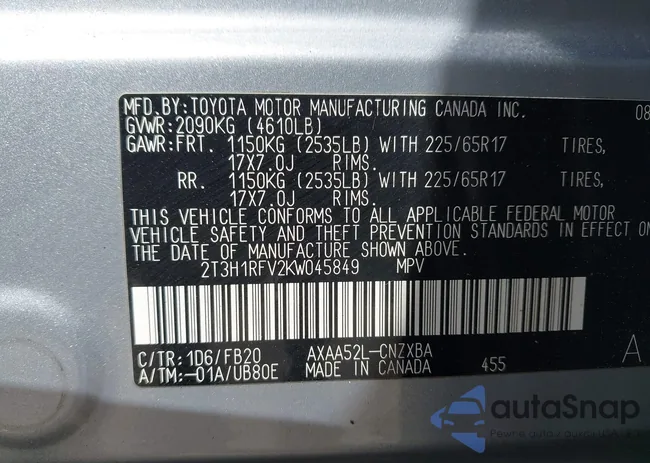 MFD.BY:TOYOTA MOTOR MANUFACTURING CANADA INC. 08
GVWR:2090KG (4610LB)
GAWR:FRT. 1150KG (2535LB) WITH 225/65R17 TIRES,
17X7.0J RIMS.
RR. 1150KG (2535LB) WITH 225/65R17 TIRES,
17X7.0J RIMS.
THIS VEHICLE CONFORMS TO ALL APPLICABLE FEDERAL MOTOR
VEHICLE SAFETY AND THEFT PREVENTION STANDARDS IN EFFECT ON
THE DATE OF MANUFACTURE SHOWN ABOVE.
2T3H1RFV2KW045849 MPV
C/TR:1D6/FB20 AXAA52L-CNZXBA A
A/TM:-01A/UB80E MADE IN CANADA 455
autaSnap